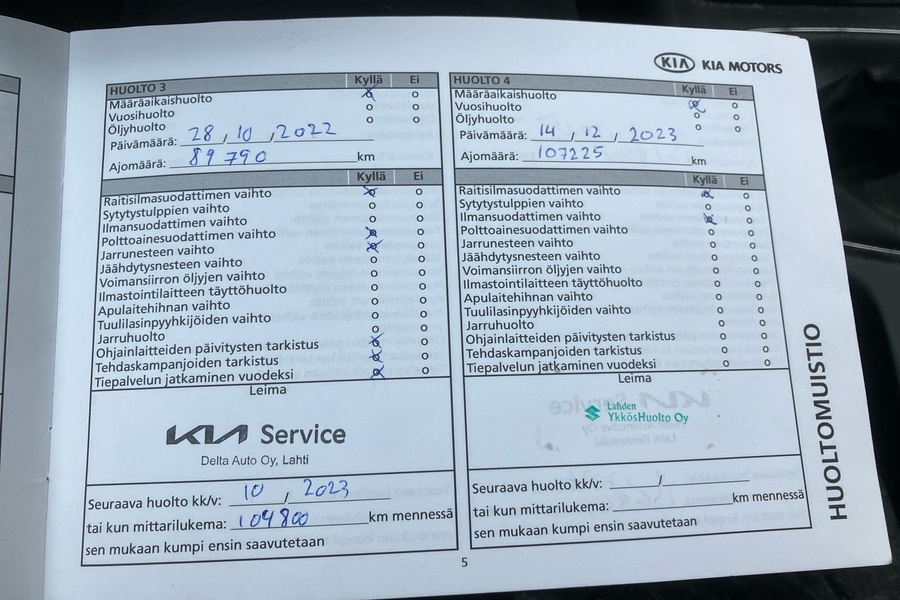 KIA KIA MOTORS
HUOLTO 3 Kyllä Ei
Määräaikaishuolto
Vuosihuolto
Öljyhuolto
Päivämäärä: 28, 10, 2022
Ajomäärä: 89790 km
Kyllä Ei
Raitisilmasuodattimen vaihto
Sytytystulppien vaihto
Ilmansuodattimen vaihto
Polttoainesuodattimen vaihto
Jarrunesteen vaihto
Jäähdytysnesteen vaihto
Voimansiirron öljyjen vaihto
Ilmastointilaitteen täyttöhuolto
Apulaitehihnan vaihto
Tuulilasinpyyhkijöiden vaihto
Jarruhuolto
Ohjainlaitteiden päivitysten tarkistus
Tehdaskampanjoiden tarkistus
Tiepalvelun jatkaminen vuodeksi
Leima
KIA Service
Delta Auto Oy, Lahti
Seuraava huolto kk/v: 10, 2023
tai kun mittarilukema: 104800 km mennessä
sen mukaan kumpi ensin saavutetaan
HUOLTO 4 Kyllä Ei
Määräaikaishuolto
Vuosihuolto
Öljyhuolto
Päivämäärä: 14, 12, 2023
Ajomäärä: 107225 km
Kyllä Ei
Raitisilmasuodattimen vaihto
Sytytystulppien vaihto
Ilmansuodattimen vaihto
Polttoainesuodattimen vaihto
Jarrunesteen vaihto
Jäähdytysnesteen vaihto
Voimansiirron öljyjen vaihto
Ilmastointilaitteen täyttöhuolto
Apulaitehihnan vaihto
Tuulilasinpyyhkijöiden vaihto
Jarruhuolto
Ohjainlaitteiden päivitysten tarkistus
Tehdaskampanjoiden tarkistus
Tiepalvelun jatkaminen vuodeksi
Leima
Lahden
YkkösHuolto Oy
Seuraava huolto kk/v: /
tai kun mittarilukema: km mennessä
sen mukaan kumpi ensin saavutetaan
HUOLTOMUISTIO
5